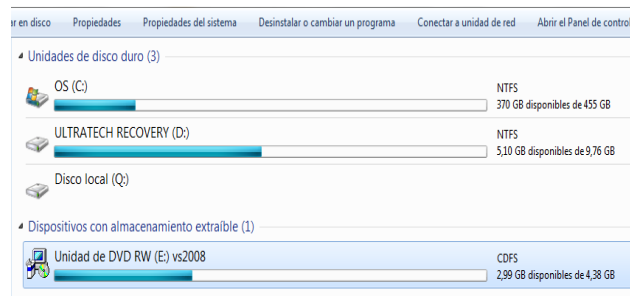 ar en disco Propiedades Propiedades del sistema Desinstalar o cambiar un programa Conectar a unidad de red Abrir el Panel de control
Unidades de disco duro (3)
OS (C:)
NTFS
370 GB disponibles de 455 GB
ULTRATECH RECOVERY (D:)
NTFS
5,10 GB disponibles de 9,76 GB
Disco local (Q:)
Dispositivos con almacenamiento extraíble (1)
Unidad de DVD RW (E:) vs2008
CDFS
2,99 GB disponibles de 4,38 GB